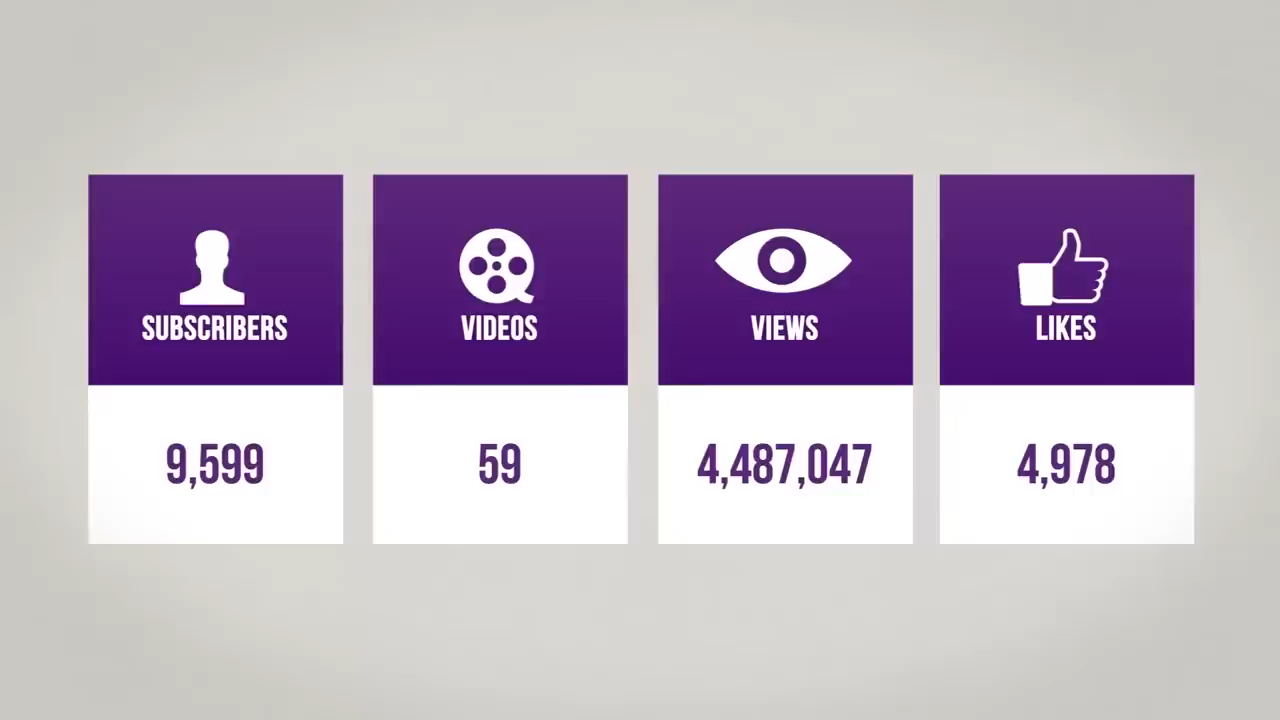 SUBSCRIBERS
9,599
VIDEOS
59
VIEWS
4,487,047
LIKES
4,978